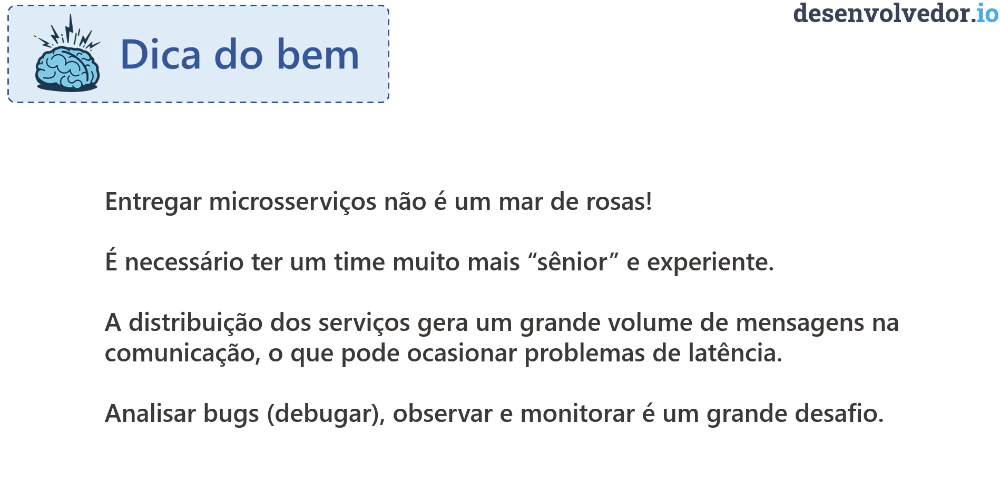 desenvolvedor.io
Dica do bem
Entregar microsserviços não é um mar de rosas!
É necessário ter um time muito mais “sênior” e experiente.
A distribuição dos serviços gera um grande volume de mensagens na
comunicação, o que pode ocasionar problemas de latência.
Analisar bugs (debugar), observar e monitorar é um grande desafio.